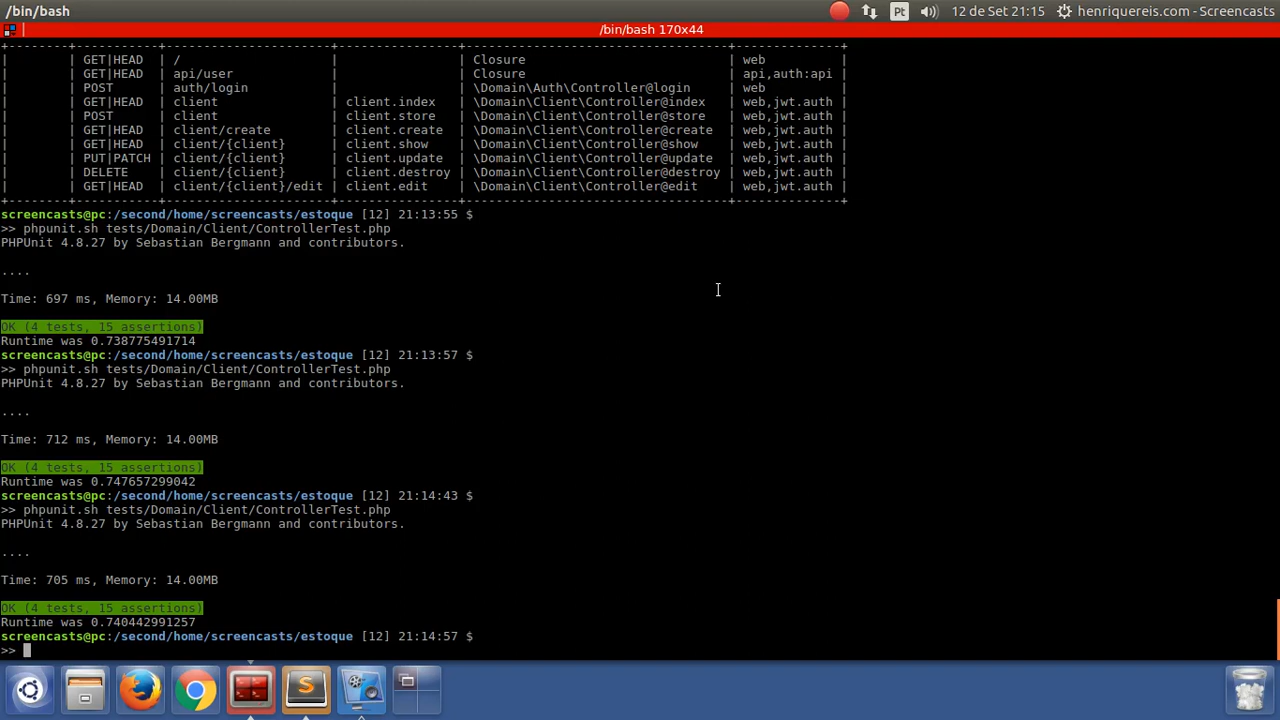 /bin/bash Pt 12 de Set 21:15 henriquereis.com - Screencasts
/bin/bash 170x44
+--------+-----------+----------------------+----------------+----------------------------------+--------------+
| | GET|HEAD | / | | Closure | web |
| | GET|HEAD | api/user | | Closure | api,auth:api |
| | POST | auth/login | | \Domain\Auth\Controller@login | web |
| | GET|HEAD | client | client.index | \Domain\Client\Controller@index | web,jwt.auth |
| | POST | client | client.store | \Domain\Client\Controller@store | web,jwt.auth |
| | GET|HEAD | client/create | client.create | \Domain\Client\Controller@create | web,jwt.auth |
| | GET|HEAD | client/{client} | client.show | \Domain\Client\Controller@show | web,jwt.auth |
| | PUT|PATCH | client/{client} | client.update | \Domain\Client\Controller@update | web,jwt.auth |
| | DELETE | client/{client} | client.destroy | \Domain\Client\Controller@destroy | web,jwt.auth |
| | GET|HEAD | client/{client}/edit | client.edit | \Domain\Client\Controller@edit | web,jwt.auth |
+--------+-----------+----------------------+----------------+----------------------------------+--------------+
screencasts@pc:/second/home/screencasts/estoque [12] 21:13:55 $
>> phpunit.sh tests/Domain/Client/ControllerTest.php
PHPUnit 4.8.27 by Sebastian Bergmann and contributors.
....
Time: 697 ms, Memory: 14.00MB
OK (4 tests, 15 assertions)
Runtime was 0.738775491714
screencasts@pc:/second/home/screencasts/estoque [12] 21:13:57 $
>> phpunit.sh tests/Domain/Client/ControllerTest.php
PHPUnit 4.8.27 by Sebastian Bergmann and contributors.
....
Time: 712 ms, Memory: 14.00MB
OK (4 tests, 15 assertions)
Runtime was 0.747657299042
screencasts@pc:/second/home/screencasts/estoque [12] 21:14:43 $
>> phpunit.sh tests/Domain/Client/ControllerTest.php
PHPUnit 4.8.27 by Sebastian Bergmann and contributors.
....
Time: 705 ms, Memory: 14.00MB
OK (4 tests, 15 assertions)
Runtime was 0.740442991257
screencasts@pc:/second/home/screencasts/estoque [12] 21:14:57 $
>>